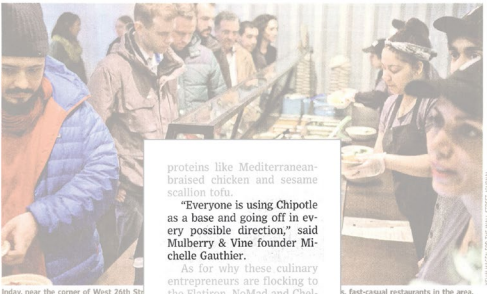 proteins like Mediterranean-
braised chicken and sesame
scallion tofu.
"Everyone is using Chipotle
as a base and going off in ev-
ery possible direction," said
Mulberry & Vine founder Mi-
chelle Gauthier.
As for why these culinary
entrepreneurs are flocking to
the Flatiron, NoMad and Chel-
loday, near the corner of West 26th Str
s, fast-casual restaurants in the area.